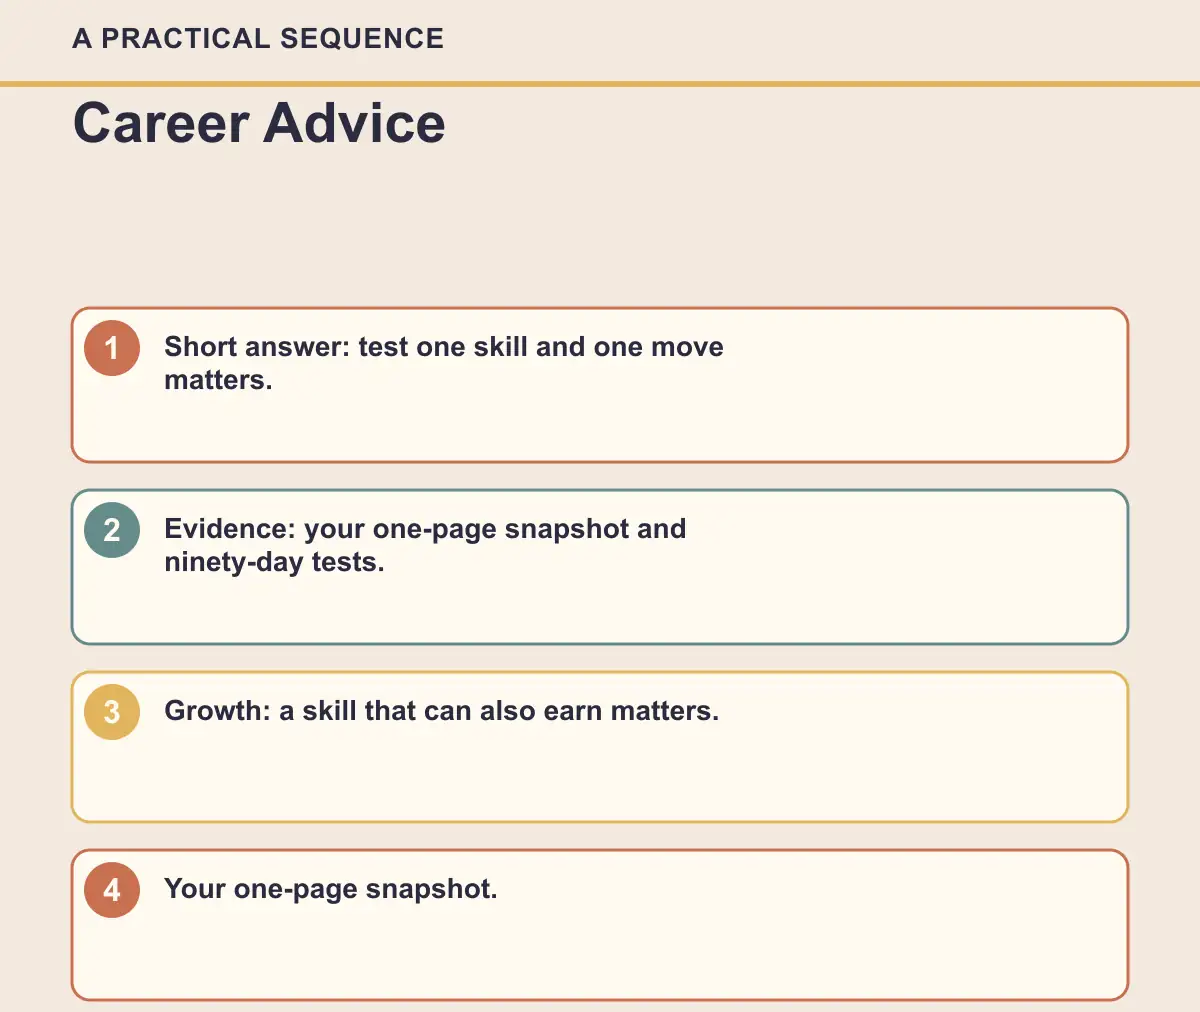 A PRACTICAL SEQUENCE
Career Advice
1
Short answer: test one skill and one move
matters.
2
Evidence: your one-page snapshot and
ninety-day tests.
3
Growth: a skill that can also earn matters.
4
Your one-page snapshot.